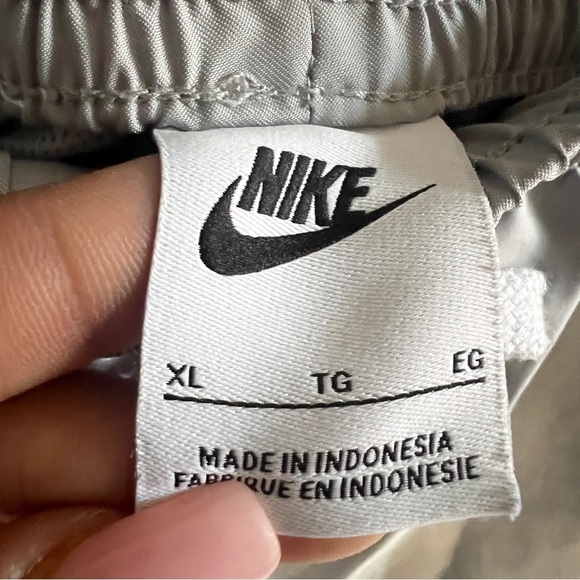 NIKE
XL TG EG
MADE IN INDONESIA
FABRIQUE EN INDONESIE